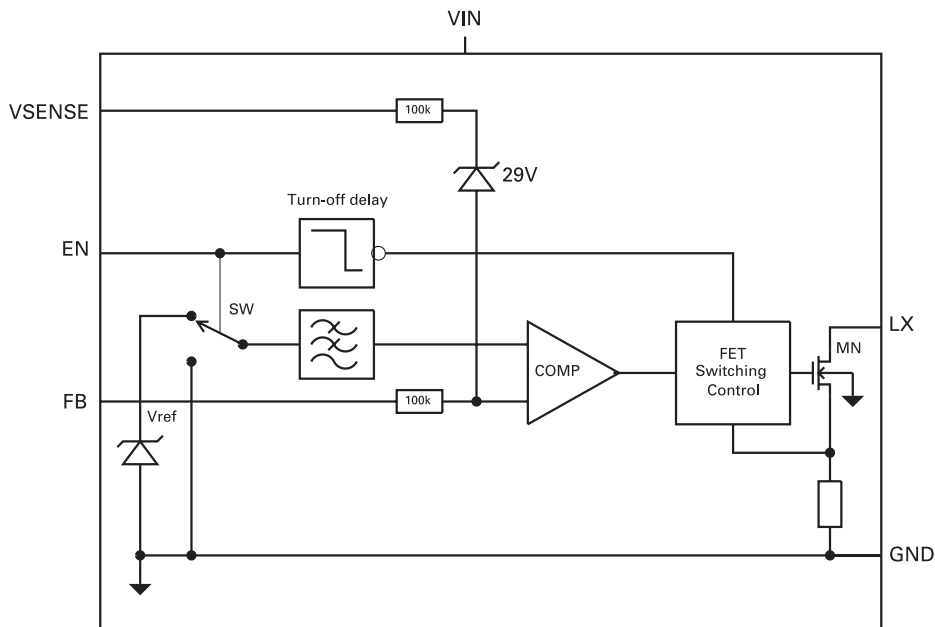 VIN
VSENSE
100k
29V
Turn-off delay
EN
SW
LX
MN
FET
Switching
Control
COMP
FB
100k
Vref
GND